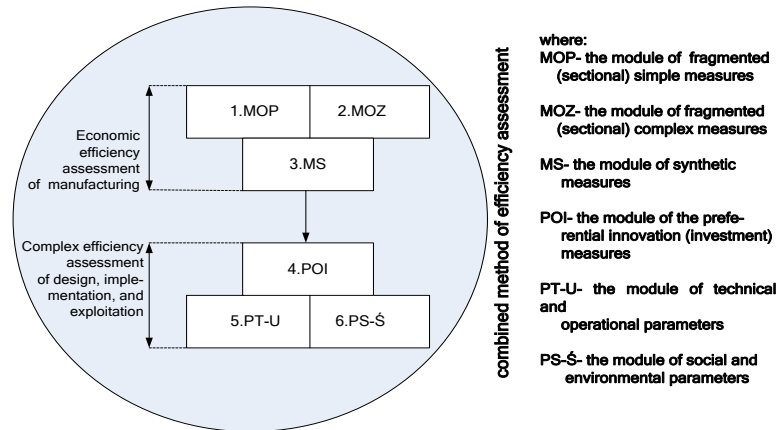 1.MOP
2.MOZ
Economic
efficiency
assessment
of manufacturing
3.MS
Complex efficiency
assessment
of design, imple-
mentation, and
exploitation
4.POI
5.PT-U
6.PS-Ś
combined method of efficiency assessment
where:
MOP- the module of fragmented
(sectional) simple measures
MOZ- the module of fragmented
(sectional) complex measures
MS- the module of synthetic
measures
POI- the module of the prefe-
rential innovation (investment)
measures
PT-U- the module of technical
and
operational parameters
PS-Ś- the module of social and
environmental parameters